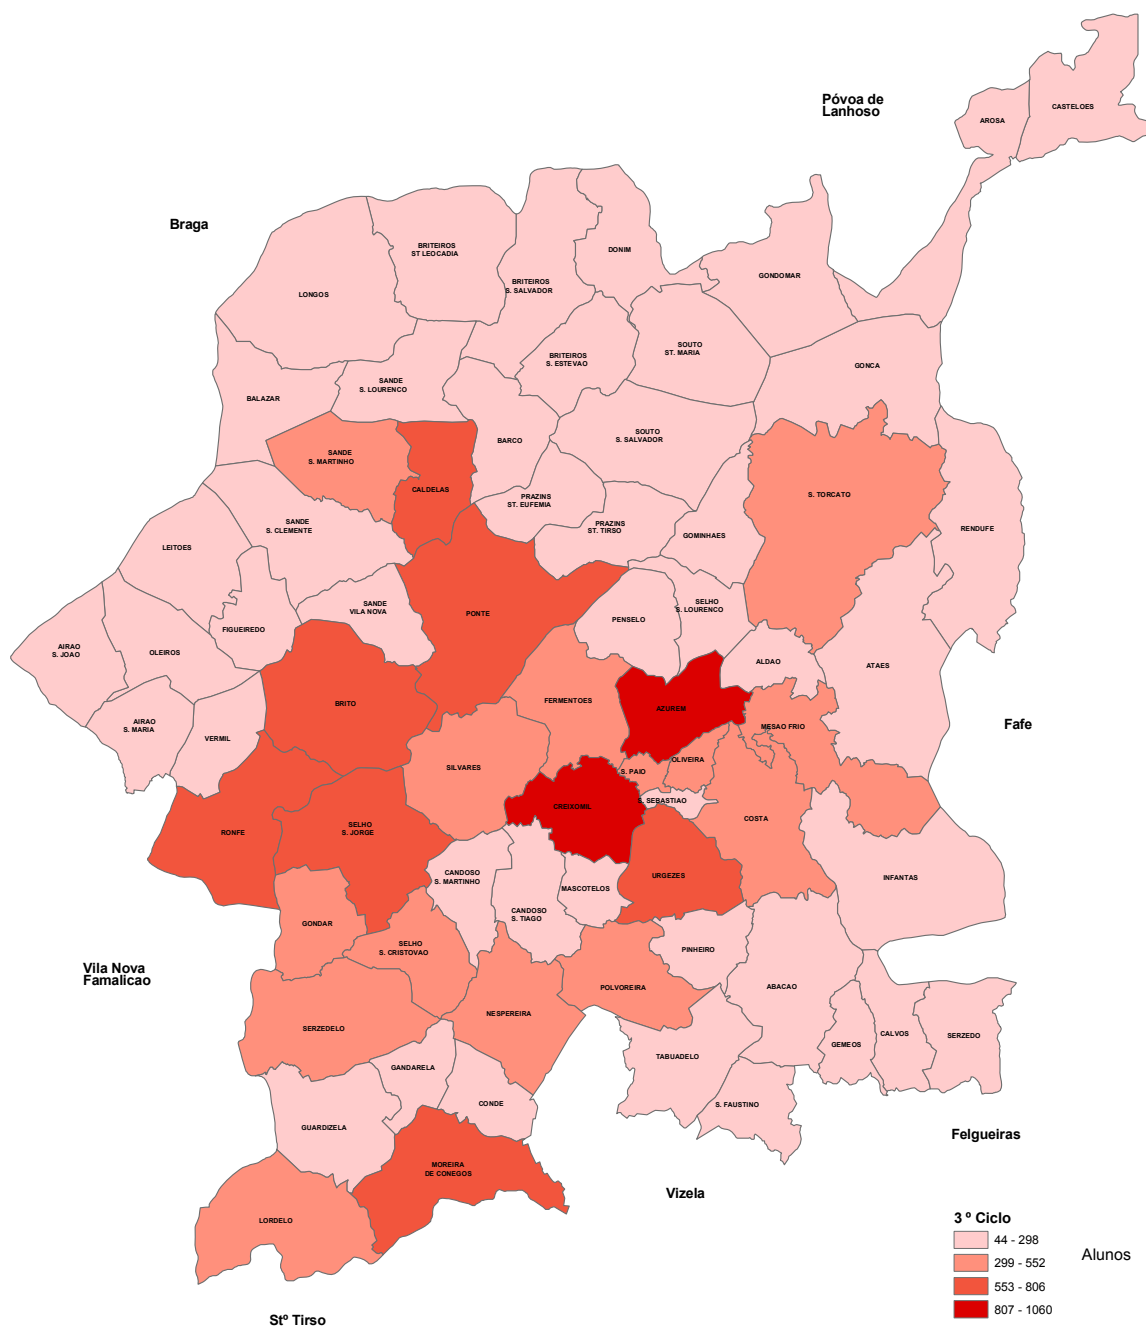 Póvoa de
Lanhoso
CASTELOES
AROSA
Braga
BRITEIROS
ST LEOCADIA
DONIM
GONDOMAR
BRITEIROS
S. SALVADOR
LONGOS
SOUTO
ST. MARIA
BRITEIROS
S. ESTEVAO
GONCA
SANDE
S. LOURENCO
BALAZAR
SOUTO
S. SALVADOR
BARCO
SANDE
S. MARTINHO
CALDELAS
S. TORCATO
PRAZINS
ST. EUFEMIA
SANDE
S. CLEMENTE
PRAZINS
ST. TIRSO
GOMINHAES
RENDUFE
LEITOES
SANDE
VILA NOVA
PONTE
PENSELO
SELHO
S. LOURENCO
FIGUEIREDO
AIRAO
S. JOAO
OLEIROS
ALDAO
ATAES
BRITO
FERMENTOES
AZUREM
AIRAO
S. MARIA
VERMIL
MESAO FRIO
Fafe
SILVARES
S. PAIO
OLIVEIRA
S. SEBASTIAO
CREIXOMIL
COSTA
RONFE
SELHO
S. JORGE
CANDOSO
S. MARTINHO
MASCOTELOS
URGEZES
INFANTAS
CANDOSO
S. TIAGO
GONDAR
SELHO
S. CRISTOVAO
PINHEIRO
Vila Nova
Famalicao
POLVOREIRA
ABACAO
NESPEREIRA
SERZEDELO
CALVOS
SERZEDO
GEMEOS
TABUADELO
GANDARELA
CONDE
S. FAUSTINO
GUARDIZELA
Felgueiras
MOREIRA
DE CONEGOS
Vizela
LORDELO
3 º Ciclo
44 - 298
299 - 552
553 - 806
807 - 1060
Alunos
Stº Tirso